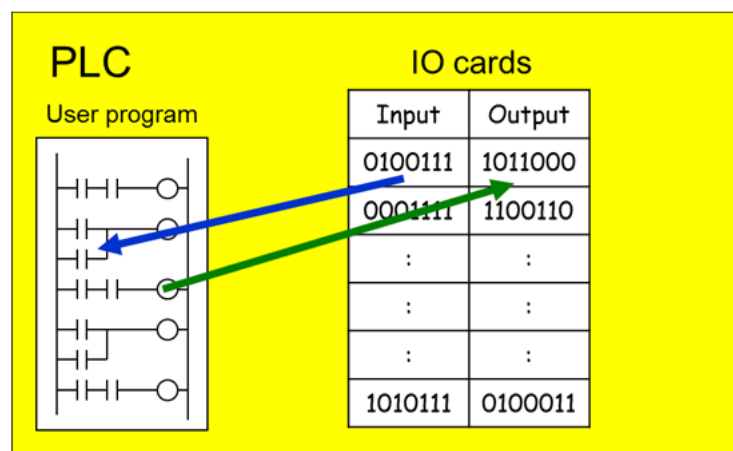 PLC
IO cards
User program
Input Output
0100111 1011000
0001111 1100110
: :
: :
: :
1010111 0100011